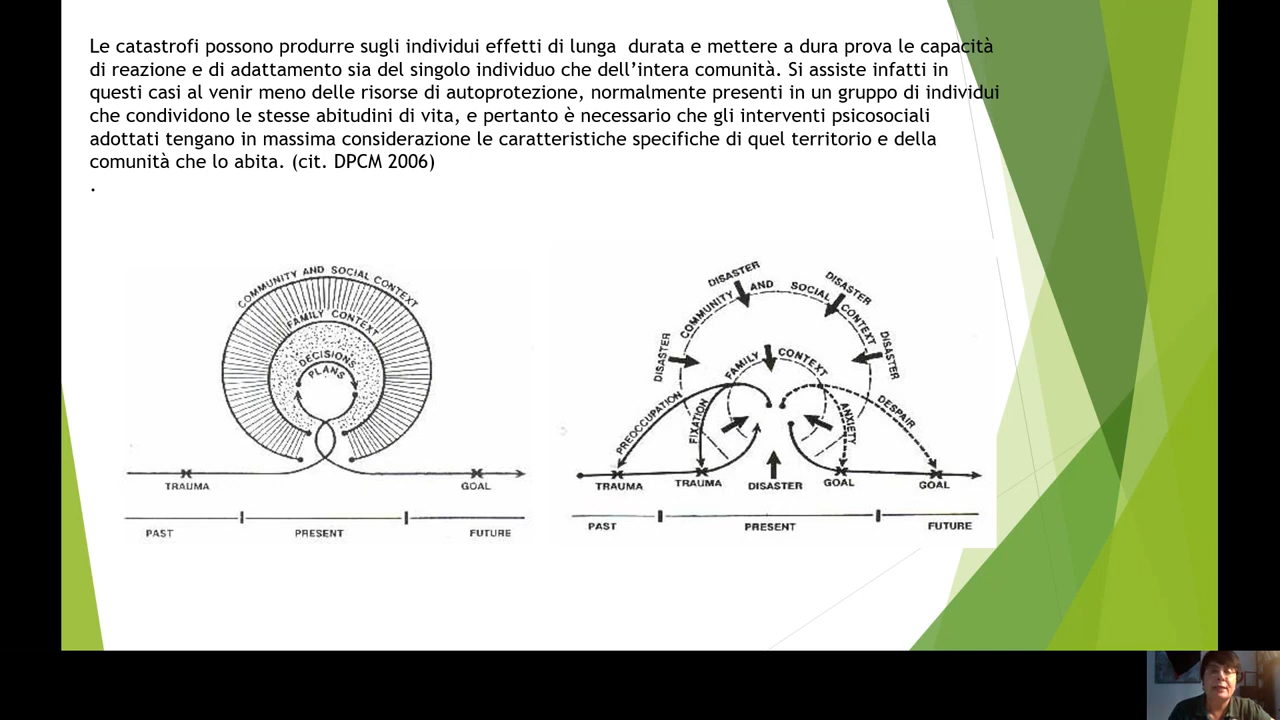 Le catastrofi possono produrre sugli individui effetti di lunga  durata e mettere a dura prova le capacità
di reazione e di adattamento sia del singolo individuo che dell'intera comunità. Si assiste infatti in
questi casi al venir meno delle risorse di autoprotezione, normalmente presenti in un gruppo di individui
che condividono le stesse abitudini di vita, e pertanto è necessario che gli interventi psicosociali
adottati tengano in massima considerazione le caratteristiche specifiche di quel territorio e della
comunità che lo abita. (cit. DPCM 2006)
.
COMMUNITY AND SOCIAL CONTEXT
FAMILY CONTEXT
DECISIONS
PLANS
TRAUMA
GOAL
PAST
PRESENT
FUTURE
DISASTER
DISASTER
COMMUNITY AND SOCIAL CONTEXT
DISASTER
DISASTER
FAMILY CONTEXT
PREOCCUPATION
FIXATION
ANXIETY
DESPAIR
TRAUMA
TRAUMA
DISASTER
GOAL
GOAL
PAST
PRESENT
FUTURE